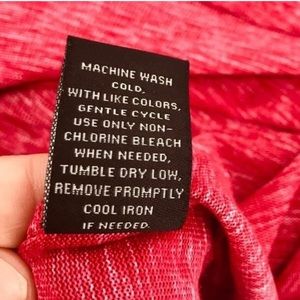 MACHINE WASH
COLD,
WITH LIKE COLORS,
GENTLE CYCLE
USE ONLY NON-
CHLORINE BLEACH
WHEN NEEDED,
TUMBLE DRY LOW,
REMOVE PROMPTLY
COOL IRON
IF NEEDED.